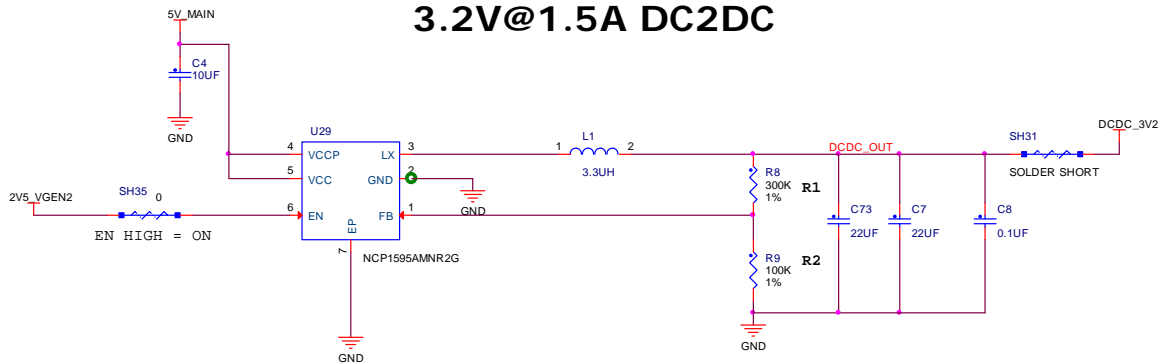 3.2V@1.5A DC2DC
5V_MAIN
C4
10UF
GND
U29
4 VCCP LX 3
5 VCC GND 2
6 EN FB 1
EP
7
NCP1595AMNR2G
GND
2V5_VGEN2
SH35
0
EN HIGH = ON
GND
1 L1 2
3.3UH
DCDC_OUT
R8
300K
1%
R1
R9
100K
1%
R2
GND
C73
22UF
C7
22UF
C8
0.1UF
SH31
SOLDER SHORT
DCDC_3V2